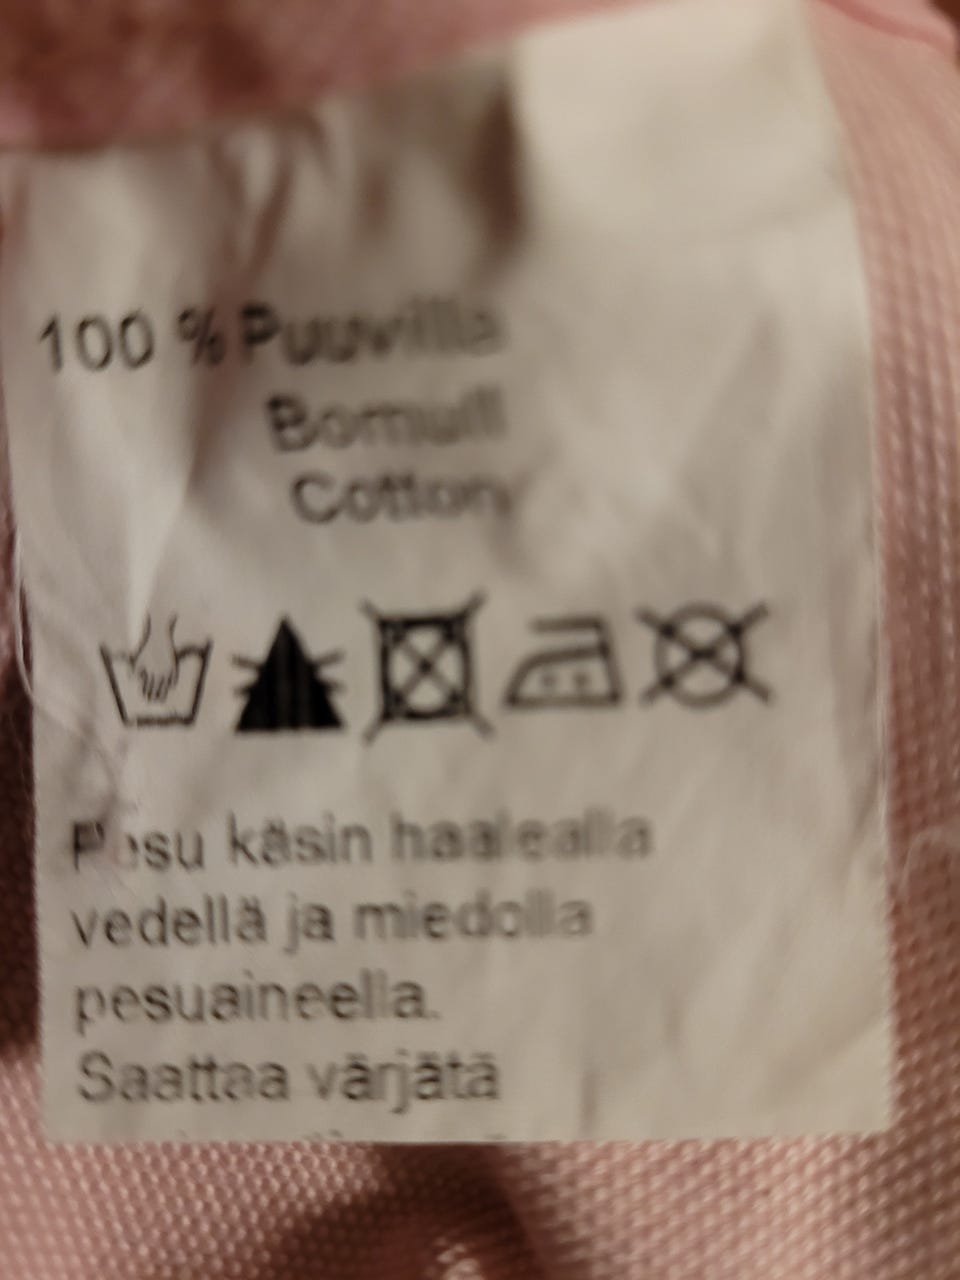 100 % Puuvilla
Bomull
Cotton
Pesu käsin haalealla
vedellä ja miedolla
pesuaineella.
Saattaa värjätä